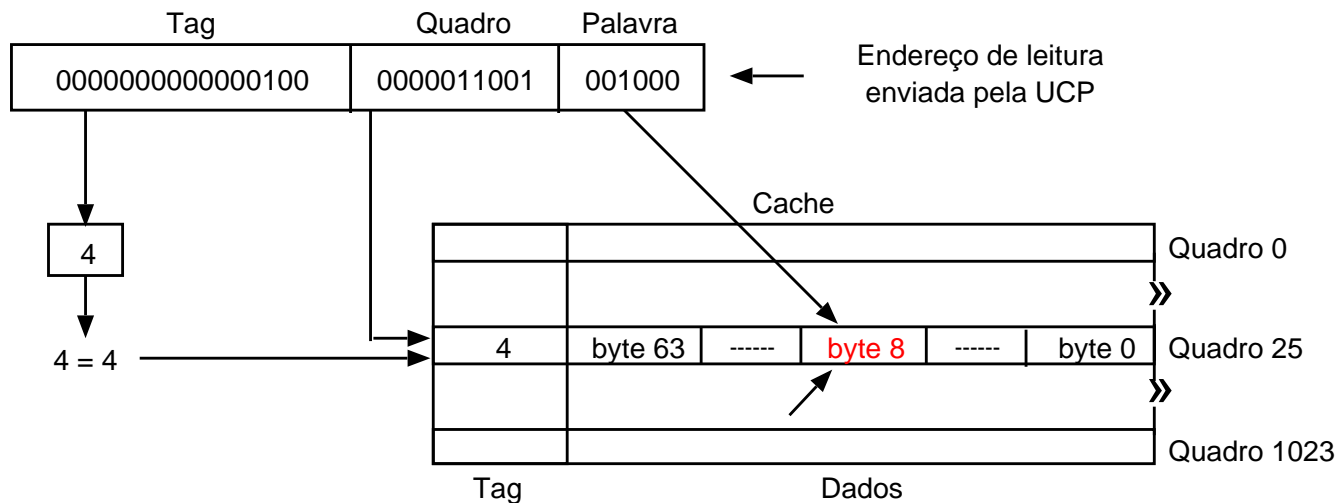 Tag Quadro Palavra
0000000000000100 0000011001 001000
Endereço de leitura
enviada pela UCP
Cache
4
Quadro 0
4 = 4
4 byte 63 ------ byte 8 ------ byte 0 Quadro 25
Quadro 1023
Tag Dados